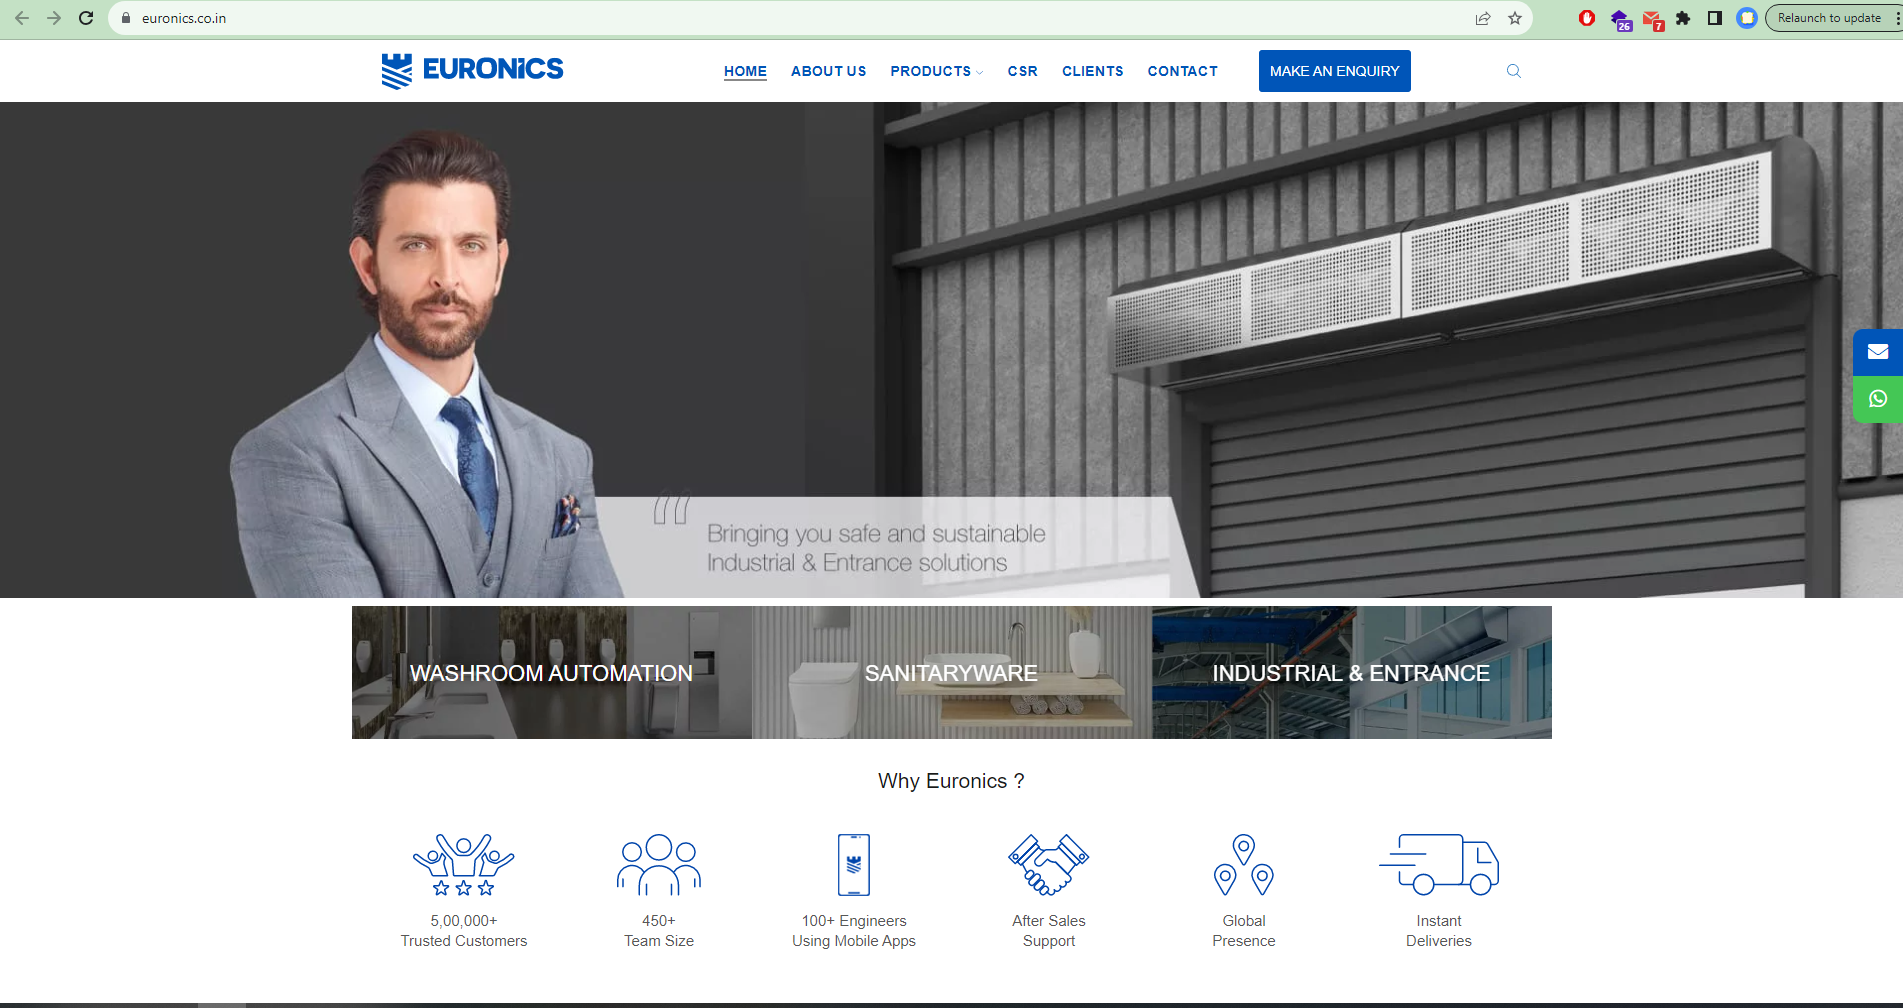 euronics.co.in
26
7
Relaunch to update
EURONICS
HOME
ABOUT US
PRODUCTS
CSR
CLIENTS
CONTACT
MAKE AN ENQUIRY
Bringing you safe and sustainable
Industrial & Entrance solutions
WASHROOM AUTOMATION
SANITARYWARE
INDUSTRIAL & ENTRANCE
Why Euronics ?
5,00,000+
Trusted Customers
450+
Team Size
100+ Engineers
Using Mobile Apps
After Sales
Support
Global
Presence
Instant
Deliveries